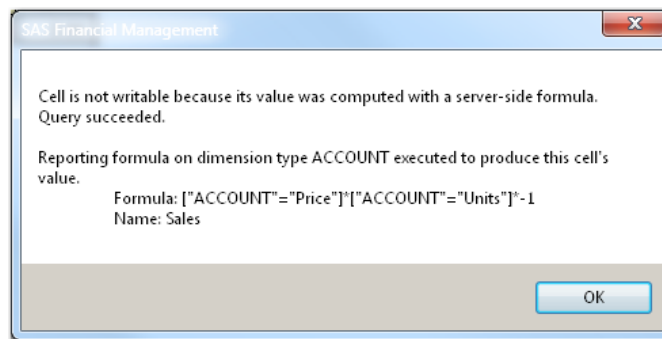 SAS Financial Management
Cell is not writable because its value was computed with a server-side formula.
Query succeeded.
Reporting formula on dimension type ACCOUNT executed to produce this cell's
value.
Formula: ["ACCOUNT"="Price"]*["ACCOUNT"="Units"]*-1
Name: Sales
OK